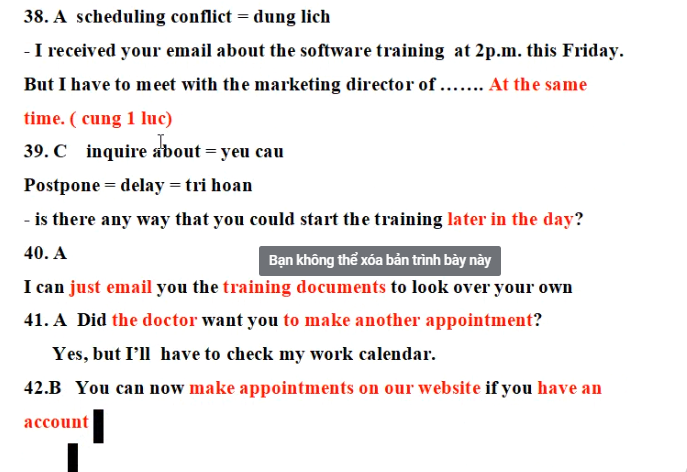 38. A scheduling conflict = dung lich
- I received your email about the software training at 2p.m. this Friday.
But I have to meet with the marketing director of ....... At the same
time. ( cung 1 luc)
39. C inquire about = yeu cau
Postpone = delay = tri hoan
- is there any way that you could start the training later in the day?
40. A
Bạn không thể xóa bản trình bày này
I can just email you the training documents to look over your own
41. A Did the doctor want you to make another appointment?
Yes, but I’ll have to check my work calendar.
42.B You can now make appointments on our website if you have an
account